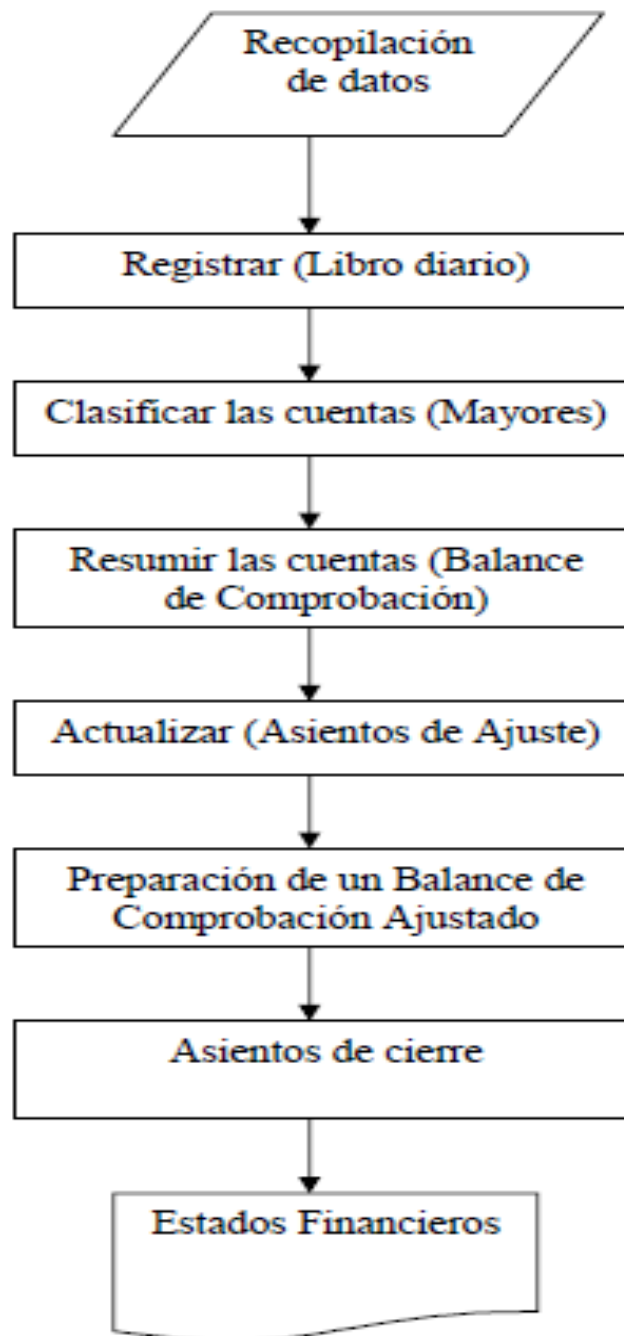 Recopilación
de datos
Registrar (Libro diario)
Clasificar las cuentas (Mayores)
Resumir las cuentas (Balance
de Comprobación)
Actualizar (Asientos de Ajuste)
Preparación de un Balance de
Comprobación Ajustado
Asientos de cierre
Estados Financieros